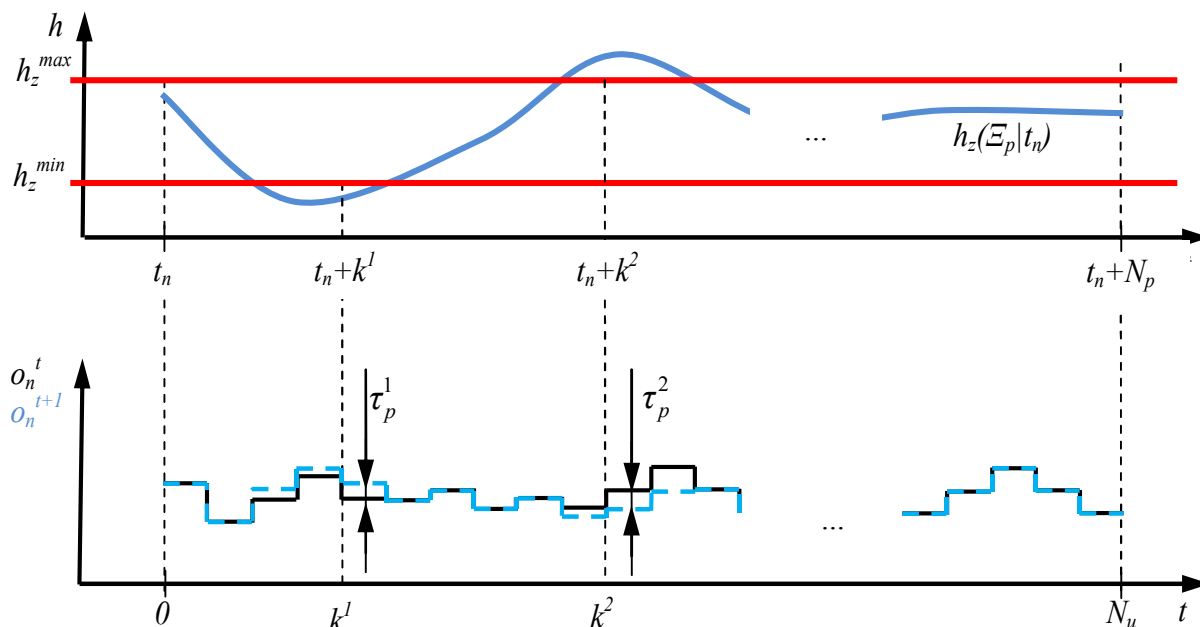 h
h_z^max
h_z^min
...
h_z(Ξ_p|t_n)
t_n t_n+k^1 t_n+k^2 t_n+N_p
o_n^t
o_n^{t+1}
τ_p^1 τ_p^2
...
0 k^1 k^2 N_u t